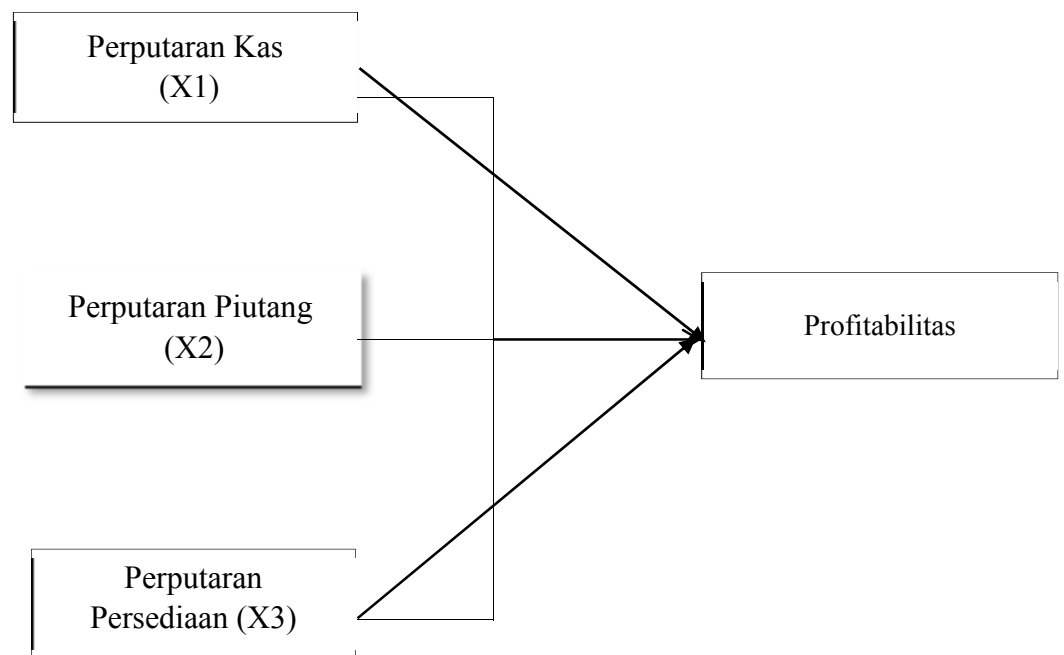 Perputaran Kas
(X1)
Perputaran Piutang
(X2)
Profitabilitas
Perputaran
Persediaan (X3)